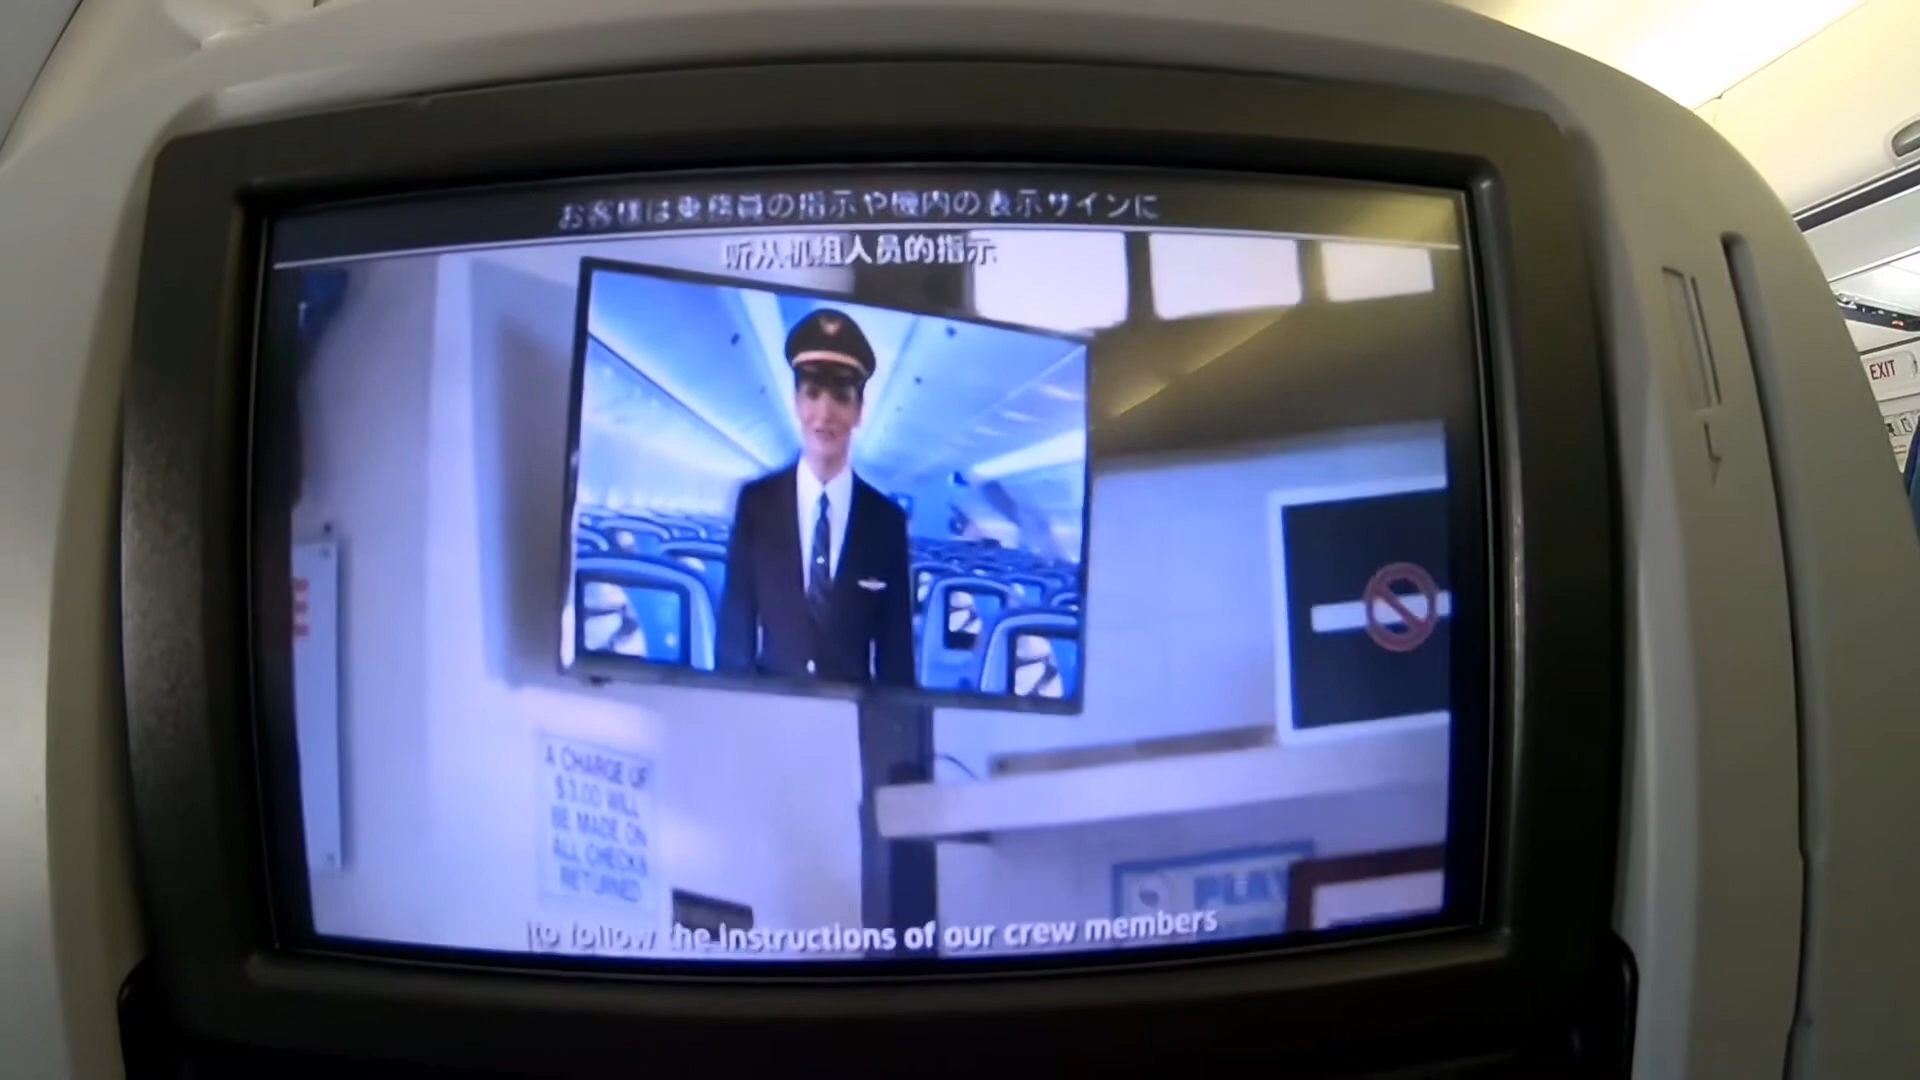 お客様は乗務員の指示や機内の表示サインに
听从机组人员的指示
EXIT
A CHARGE OF
$3.00 WILL
BE MADE ON
ALL CHECKS
RETURNED
PLAY
to follow the instructions of our crew members